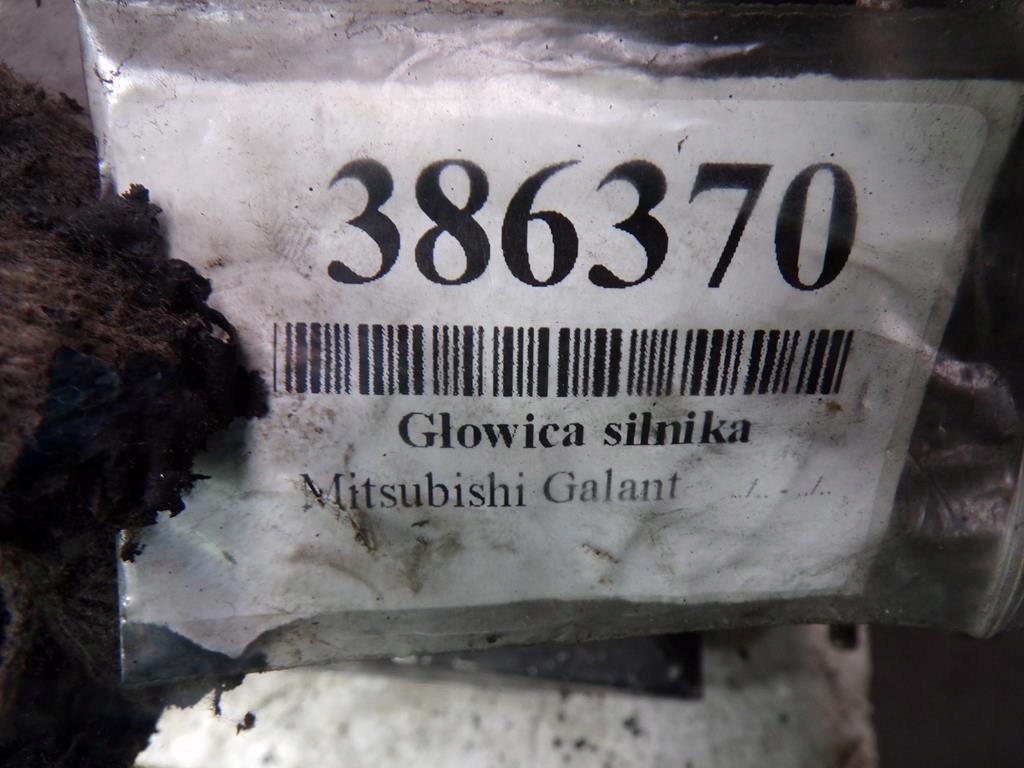 386370
Głowica silnika
Mitsubishi Galant ../.. - ../..